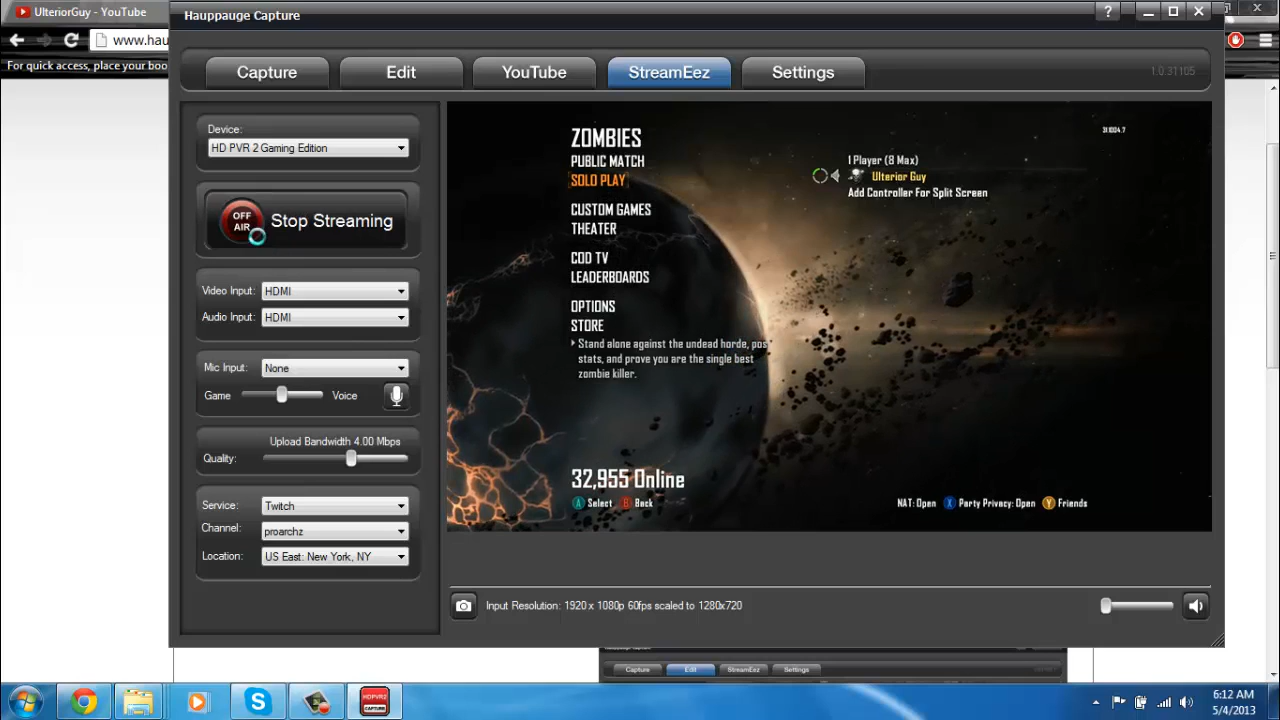 UlteriorGuy - YouTube
www.hau
For quick access, place your boo
Hauppauge Capture
?
Capture
Edit
YouTube
StreamEez
Settings
1.0.31105
Device:
HD PVR 2 Gaming Edition
OFF
AIR
Stop Streaming
Video Input:
HDMI
Audio Input:
HDMI
Mic Input:
None
Game
Voice
Upload Bandwidth 4.00 Mbps
Quality:
Service:
Twitch
Channel:
proarchz
Location:
US East: New York, NY
ZOMBIES
PUBLIC MATCH
SOLO PLAY
CUSTOM GAMES
THEATER
COD TV
LEADERBOARDS
OPTIONS
STORE
Stand alone against the undead horde, pos
stats, and prove you are the single best
zombie killer.
32,955 Online
A Select B Back
1 Player (8 Max)
Ulterior Guy
Add Controller For Split Screen
NAT: Open X Party Privacy: Open Y Friends
Input Resolution: 1920 x 1080p 60fps scaled to 1280x720
Capture
Edit
StreamEez
Settings
HDPVR2
6:12 AM
5/4/2013